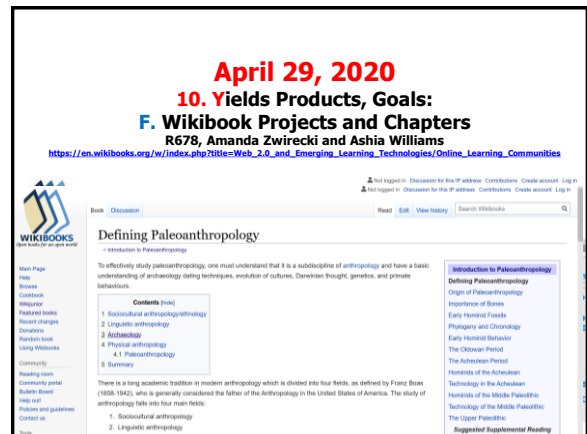 April 29, 2020
10. Yields Products, Goals:
F. Wikibook Projects and Chapters
R678, Amanda Zwirecki and Ashia Williams
https://en.wikibooks.org/w/index.php?title=Web_2.0_and_Emerging_Learning_Technologies/Online_Learning_Communities
Not logged in Discussion for this IP address Contributions Create account Log in
Not logged in Discussion for this IP address Contributions Create account Log in
Book Discussion Read Edit View history Search Wikibooks
WIKIBOOKS
Open books for an open world
Main Page
Help
Browse
Cookbook
Wikijunior
Featured books
Recent changes
Donations
Random book
Using Wikibooks
Community
Reading room
Community portal
Bulletin Board
Help out!
Policies and guidelines
Contact us
Tools
Defining Paleoanthropology
< Introduction to Paleoanthropology
To effectively study paleoanthropology, one must understand that it is a subdiscipline of anthropology and have a basic
understanding of archaeology dating techniques, evolution of cultures, Darwinian thought, genetics, and primate
behaviours.
Contents [hide]
1 Sociocultural anthropology/ethnology
2 Linguistic anthropology
3 Archaeology
4 Physical anthropology
4.1 Paleoanthropology
5 Summary
There is a long academic tradition in modern anthropology which is divided into four fields, as defined by Franz Boas
(1858-1942), who is generally considered the father of the Anthropology in the United States of America. The study of
anthropology falls into four main fields:
1. Sociocultural anthropology
2. Linguistic anthropology
Introduction to Paleoanthropology
Defining Paleoanthropology
Origin of Paleoanthropology
Importance of Bones
Early Hominid Fossils
Phylogeny and Chronology
Early Hominid Behavior
The Oldowan Period
The Acheulean Period
Hominids of the Acheulean
Technology in the Acheulean
Hominids of the Middle Paleolithic
Technology of the Middle Paleolithic
The Upper Paleolithic
Suggested Supplemental Reading